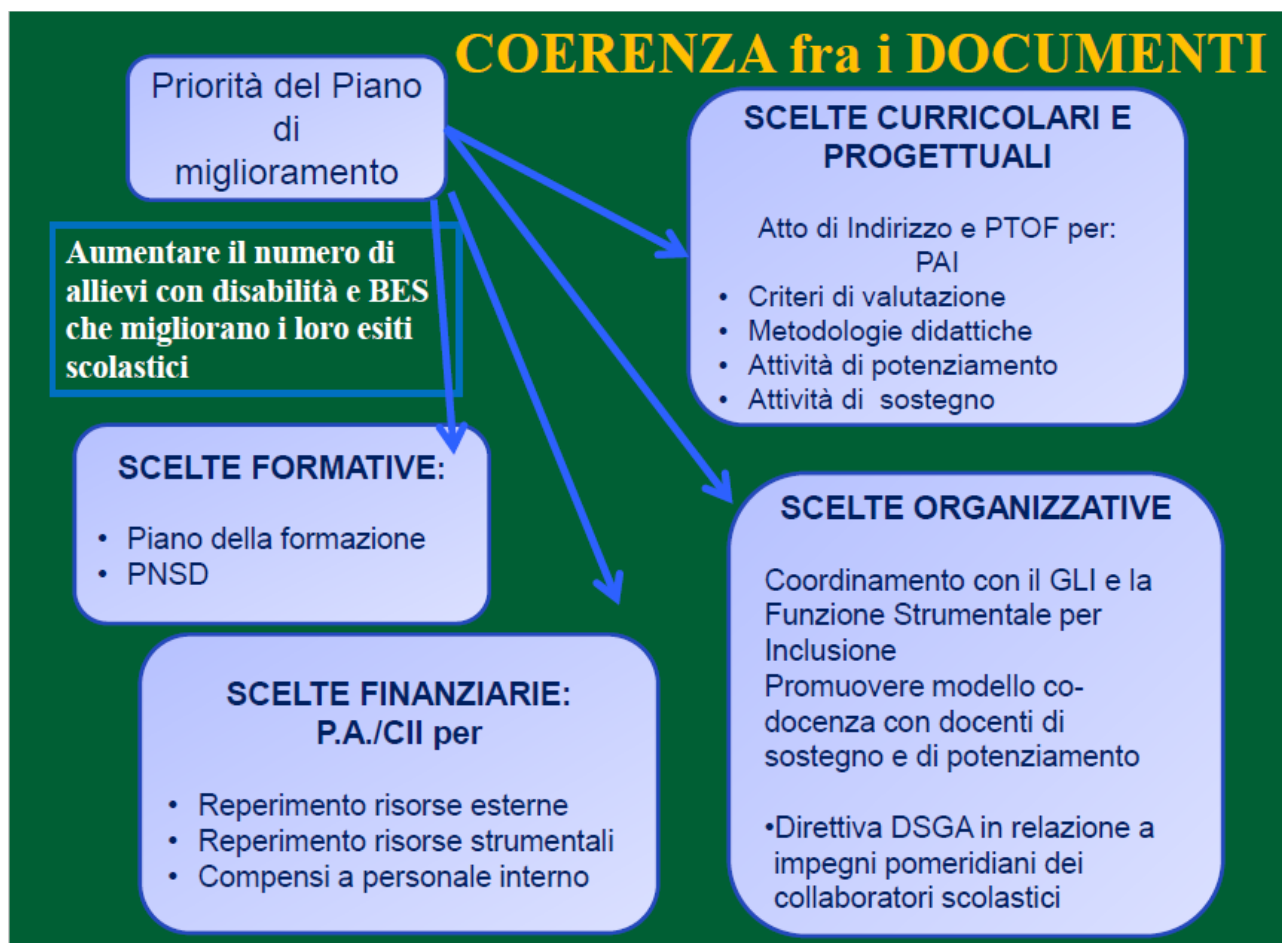 COERENZA fra i DOCUMENTI
Priorità del Piano
di
miglioramento
Aumentare il numero di
allievi con disabilità e BES
che migliorano i loro esiti
scolastici
SCELTE CURRICOLARI E
PROGETTUALI
Atto di Indirizzo e PTOF per:
PAI
• Criteri di valutazione
• Metodologie didattiche
• Attività di potenziamento
• Attività di sostegno
SCELTE FORMATIVE:
• Piano della formazione
• PNSD
SCELTE FINANZIARIE:
P.A./CII per
• Reperimento risorse esterne
• Reperimento risorse strumentali
• Compensi a personale interno
SCELTE ORGANIZZATIVE
Coordinamento con il GLI e la
Funzione Strumentale per
Inclusione
Promuovere modello co-
docenza con docenti di
sostegno e di potenziamento
•Direttiva DSGA in relazione a
impegni pomeridiani dei
collaboratori scolastici